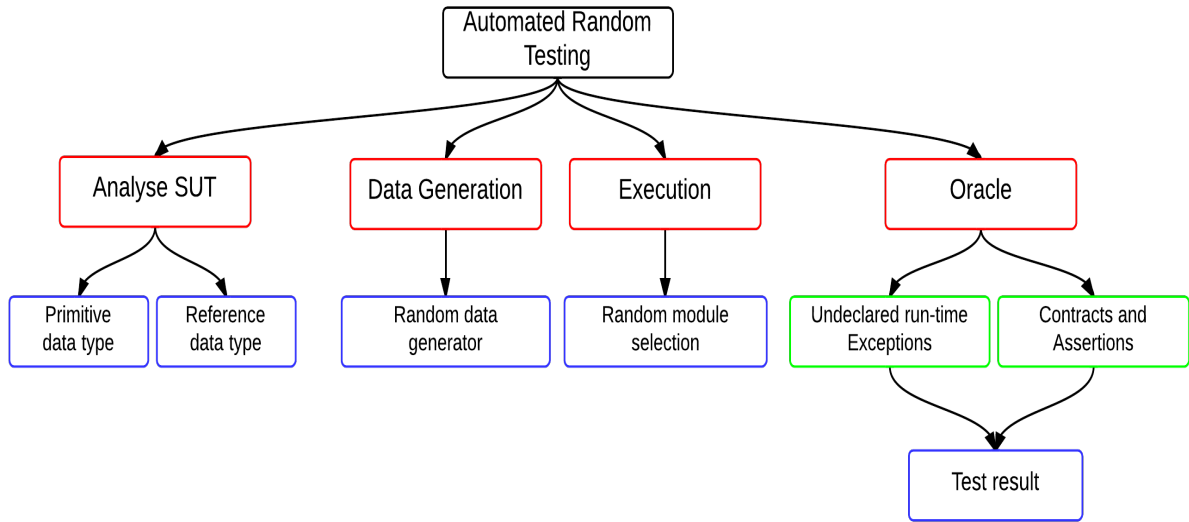 Automated Random
Testing
Analyse SUT
Data Generation
Execution
Oracle
Primitive
data type
Reference
data type
Random data
generator
Random module
selection
Undeclared run-time
Exceptions
Contracts and
Assertions
Test result